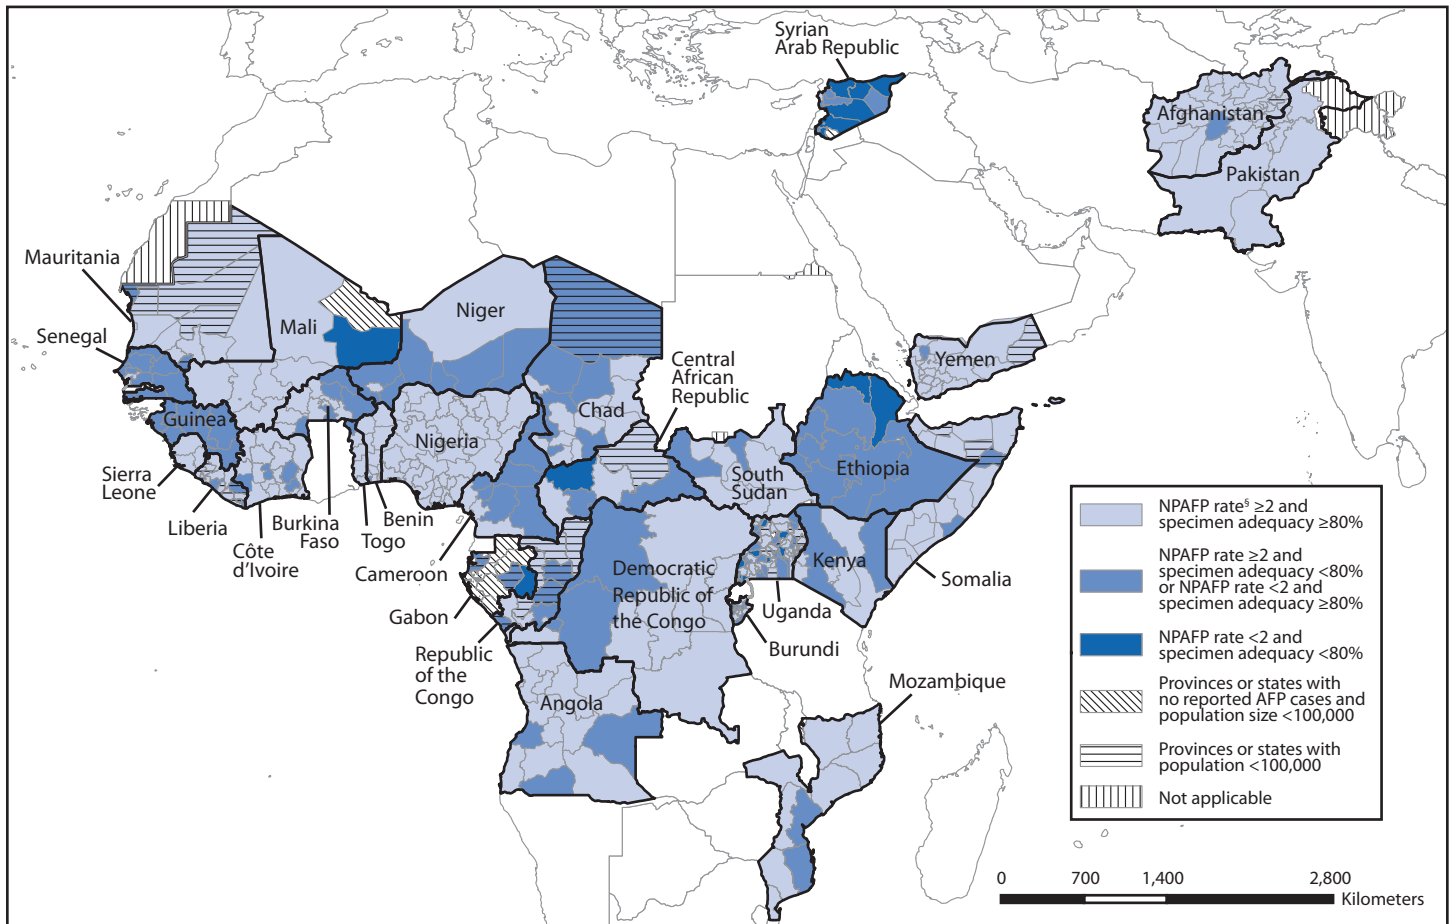 Syrian
Arab Republic
Afghanistan
Pakistan
Mauritania
Senegal
Mali
Niger
Yemen
Central
African
Republic
Chad
Guinea
Nigeria
Ethiopia
South
Sudan
Sierra
Leone
Liberia
Côte
d’Ivoire
Burkina
Faso
Togo
Benin
Cameroon
Gabon
Republic
of the
Congo
Democratic
Republic of
the Congo
Kenya
Somalia
Uganda
Burundi
Angola
Mozambique
NPAFP rate§ ≥2 and
specimen adequacy ≥80%
NPAFP rate ≥2 and
specimen adequacy <80%
or NPAFP rate <2 and
specimen adequacy ≥80%
NPAFP rate <2 and
specimen adequacy <80%
Provinces or states with
no reported AFP cases and
population size <100,000
Provinces or states with
population <100,000
Not applicable
0 700 1,400 2,800
Kilometers